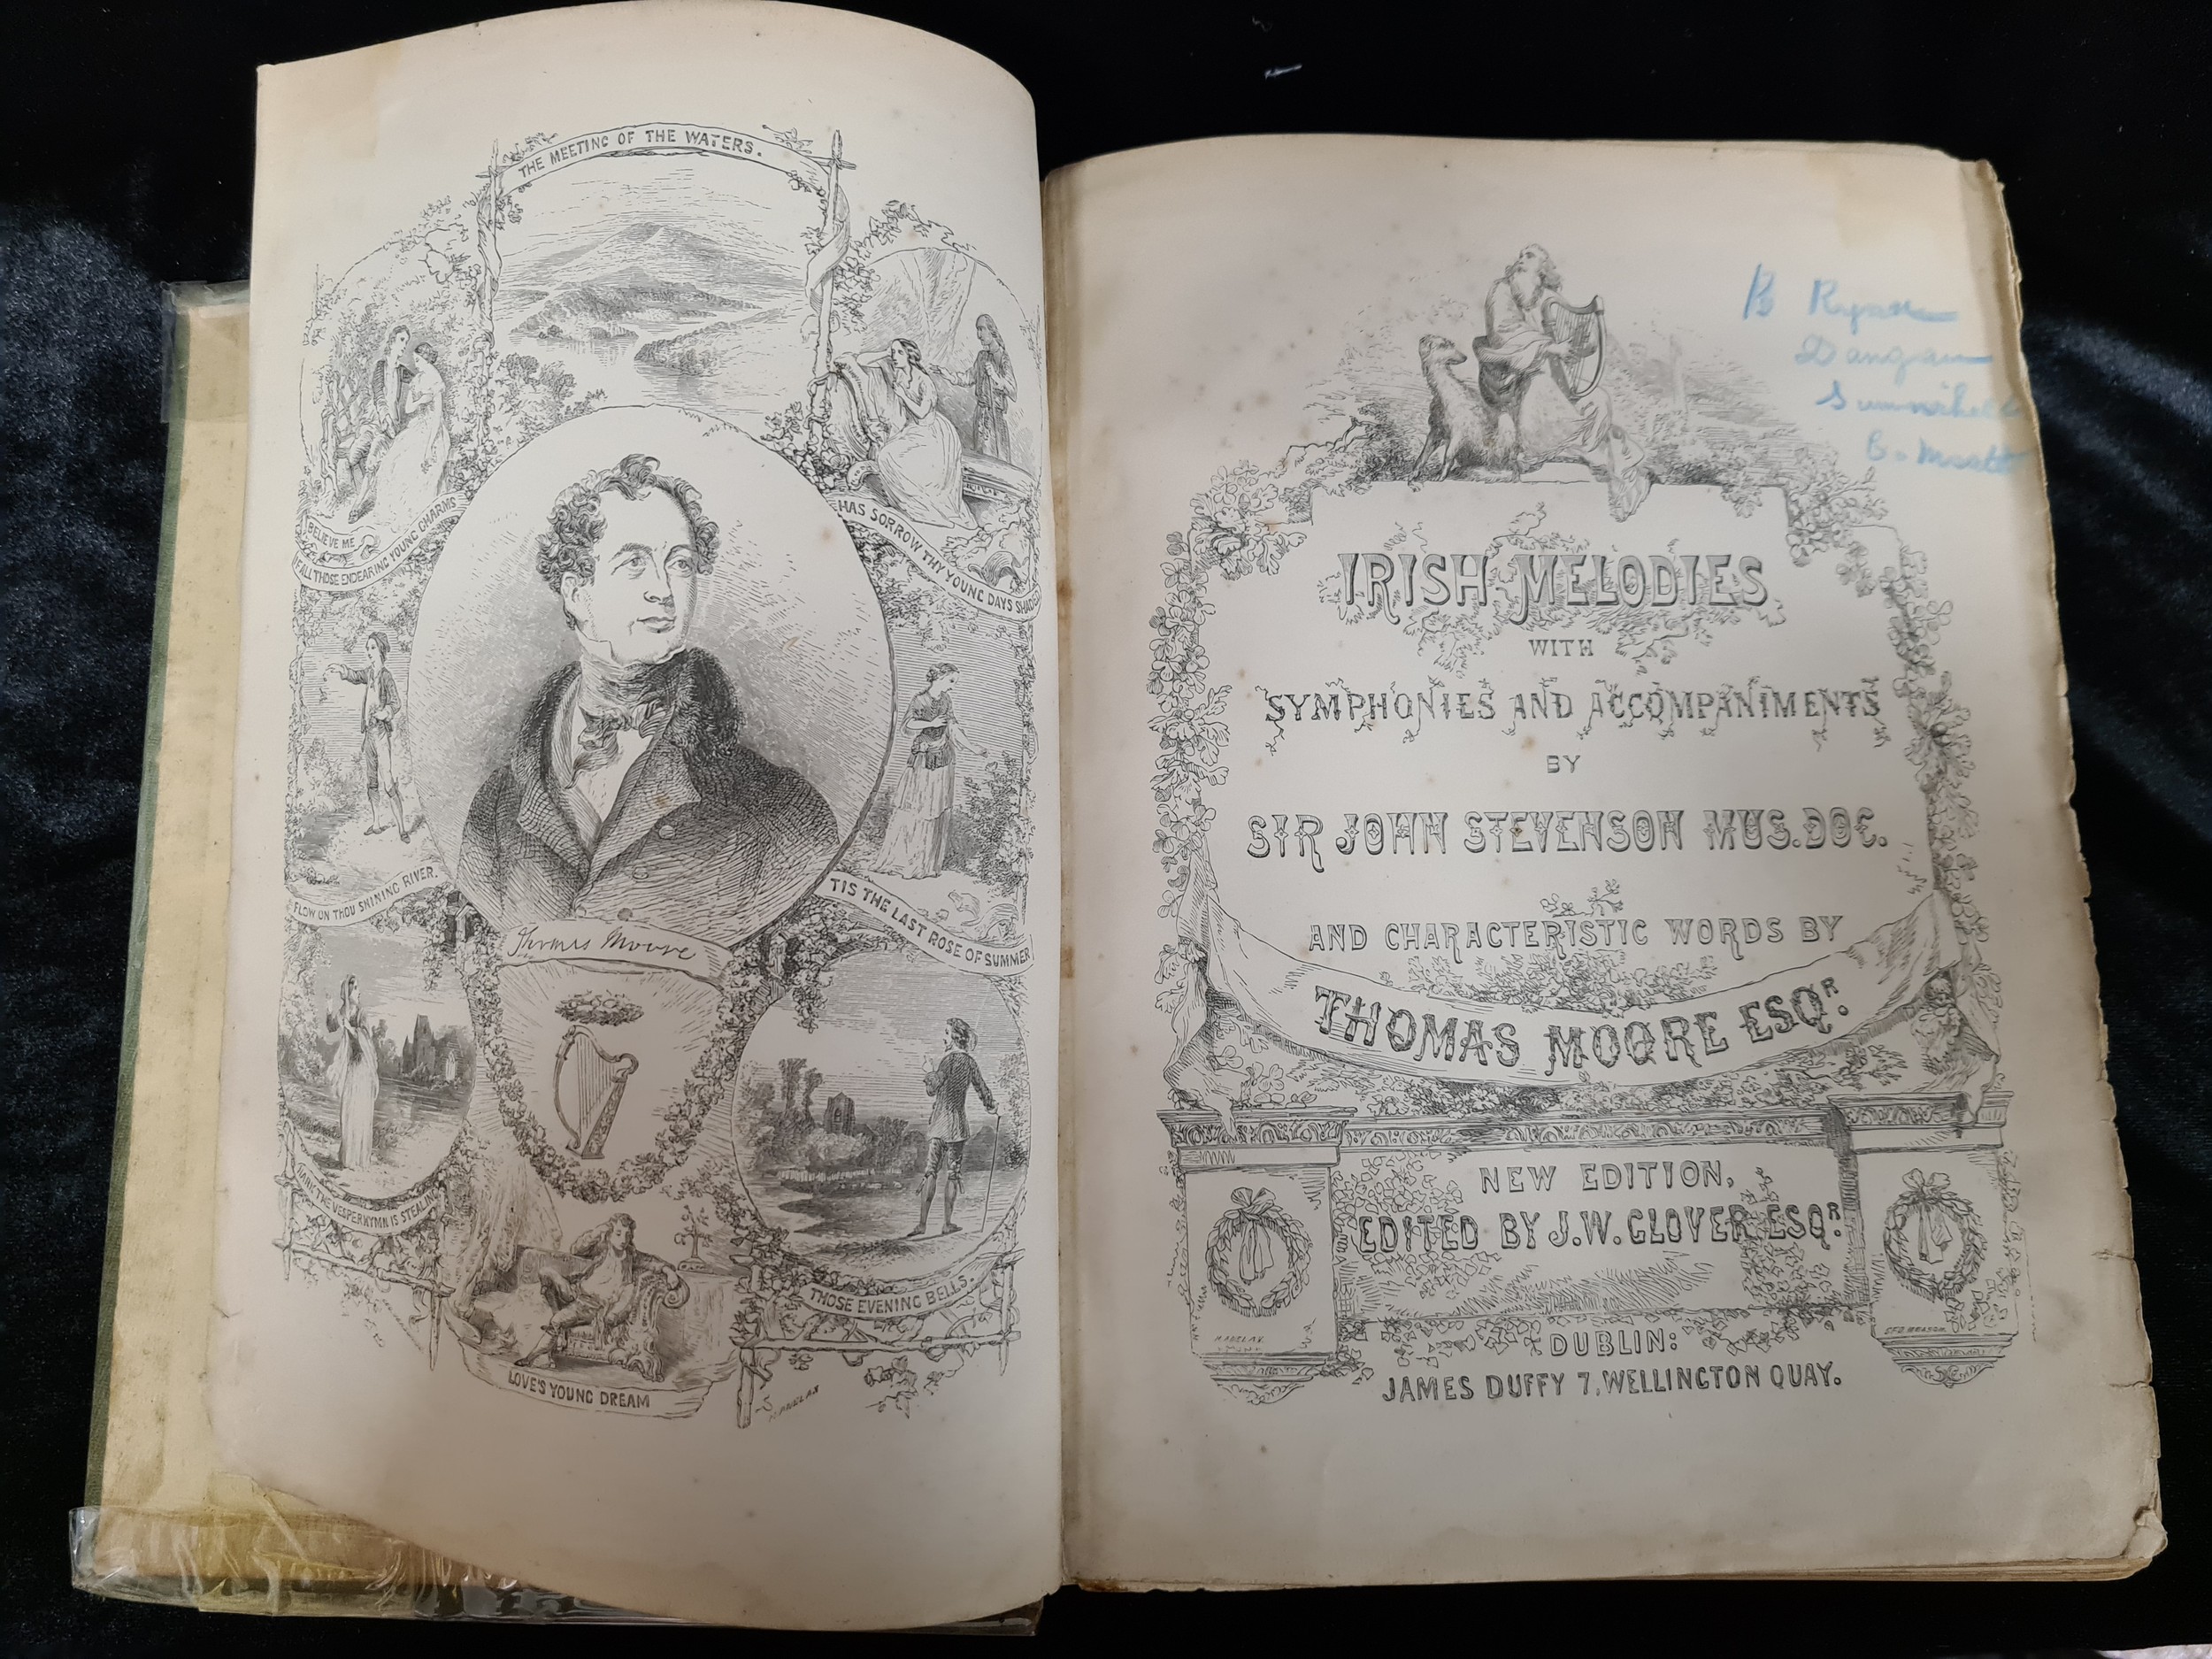 THE MEETING OF THE WATERS.
BELIEVE ME
IF ALL THOSE ENDEARING YOUNG CHARMS
HAS SORROW THY YOUNG DAYS SHADED
FLOW ON THOU SHINING RIVER.
'TIS THE LAST ROSE OF SUMMER
Thomas Moore
HARK THE VESPER HYMN IS STEALING
THOSE EVENING BELLS.
LOVE'S YOUNG DREAM
B Ryan
Dangan
Summerhill
IRISH MELODIES
WITH
SYMPHONIES AND ACCOMPANIMENTS
BY
SIR JOHN STEVENSON MUS. DOC.
AND CHARACTERISTIC WORDS BY
THOMAS MOORE ESQR.
NEW EDITION,
EDITED BY J.W. GLOVER ESQR.
DUBLIN:
JAMES DUFFY 7, WELLINGTON QUAY.